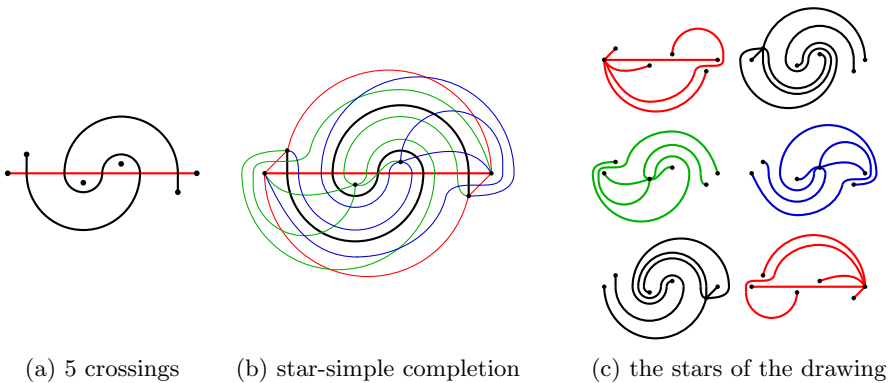 (a) 5 crossings
(b) star-simple completion
(c) the stars of the drawing